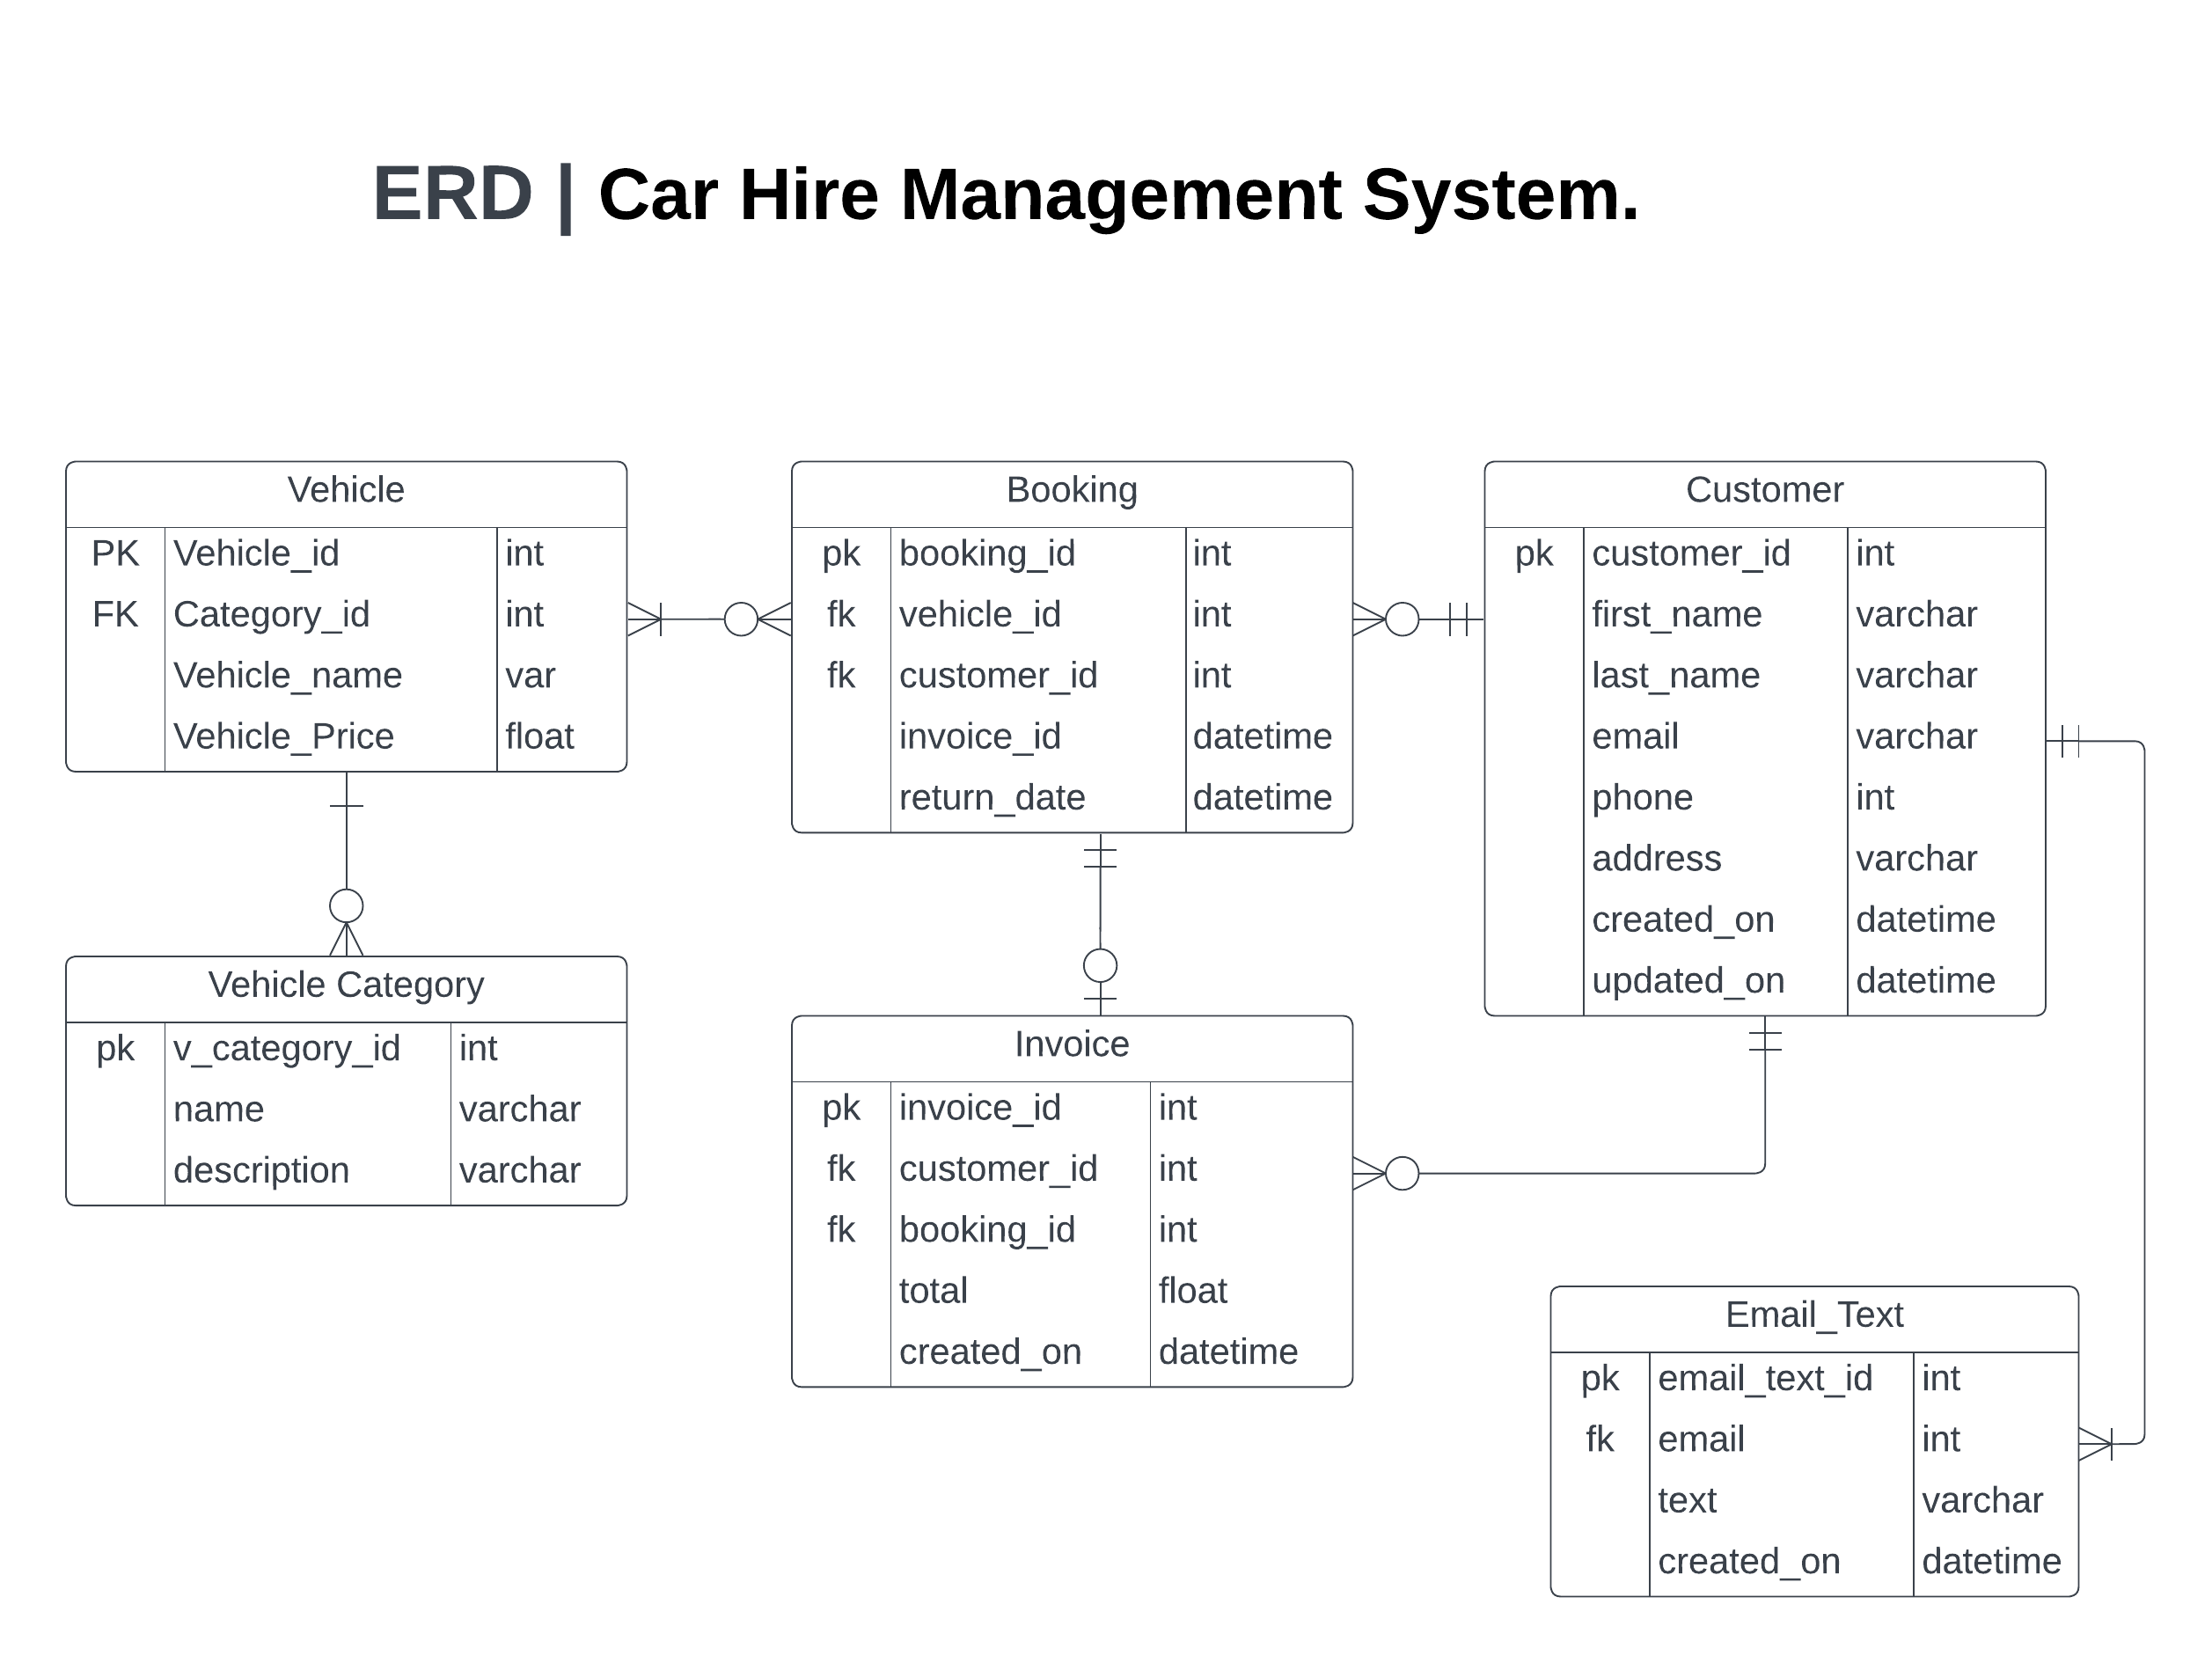 ERD | Car Hire Management System.
Vehicle
PK Vehicle_id int
FK Category_id int
Vehicle_name var
Vehicle_Price float
Booking
pk booking_id int
fk vehicle_id int
fk customer_id int
invoice_id datetime
return_date datetime
Customer
pk customer_id int
first_name varchar
last_name varchar
email varchar
phone int
address varchar
created_on datetime
updated_on datetime
Vehicle Category
pk v_category_id int
name varchar
description varchar
Invoice
pk invoice_id int
fk customer_id int
fk booking_id int
total float
created_on datetime
Email_Text
pk email_text_id int
fk email int
text varchar
created_on datetime